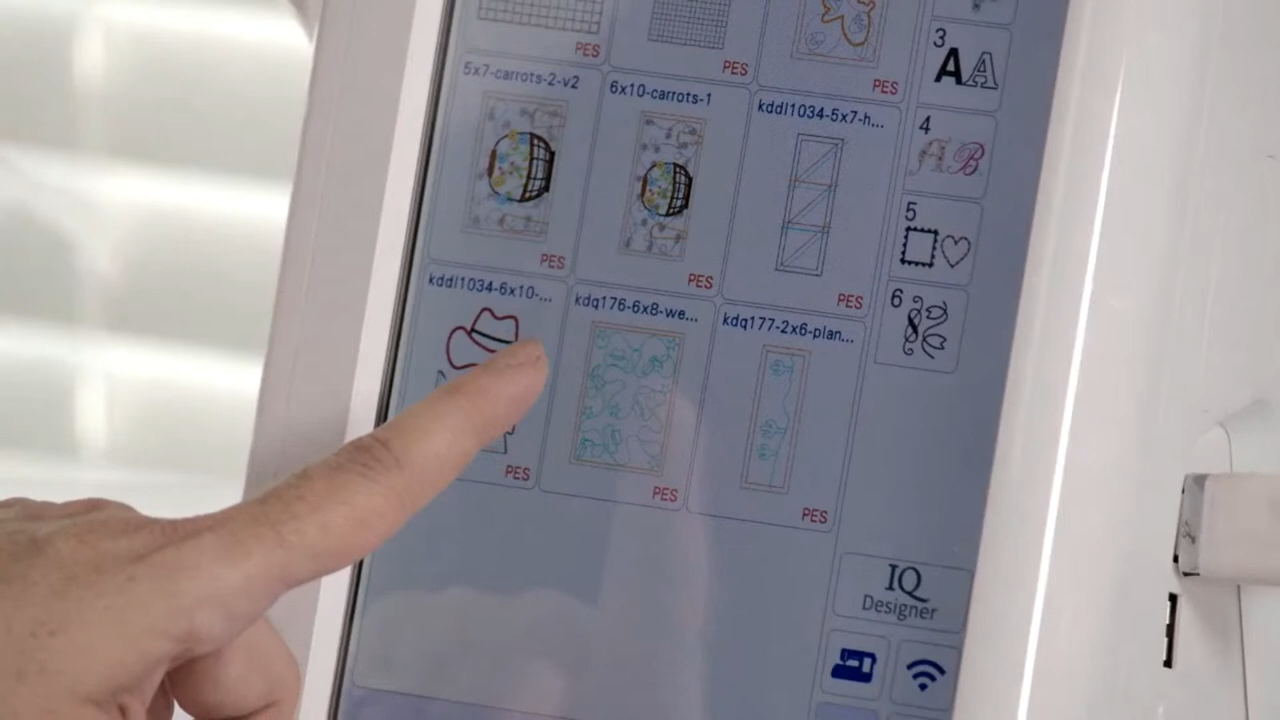 PES
PES
PES
3
A A
5x7-carrots-2-v2
6x10-carrots-1
kddl1034-5x7-h...
4
A B
PES
PES
PES
5
kddl1034-6x10-...
kdq176-6x8-we...
kdq177-2x6-plan...
6
PES
PES
PES
IQ
Designer